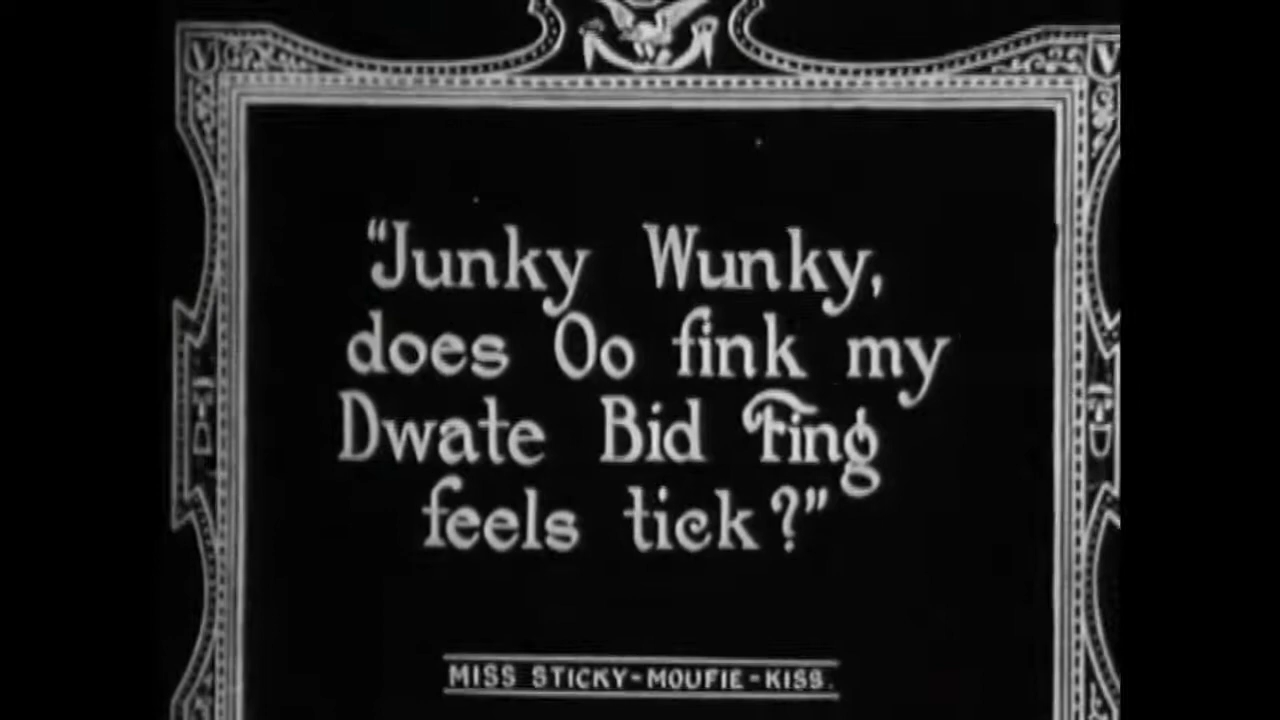 “Junky Wunky,
does Oo fink my
Dwate Bid Fing
feels tick?”
MISS STICKY-MOUFIE-KISS.